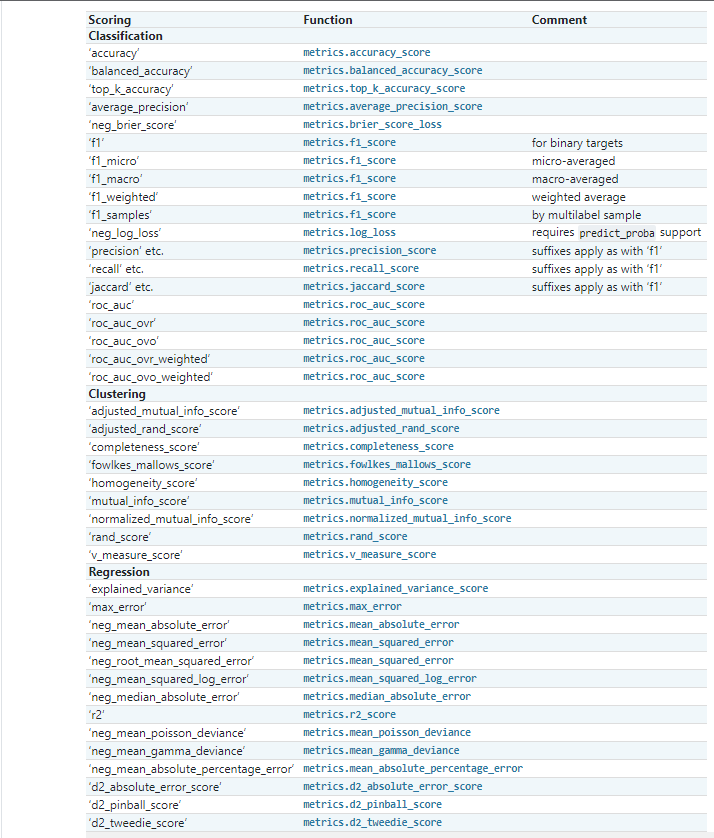 Scoring Function Comment
Classification
‘accuracy’ metrics.accuracy_score
‘balanced_accuracy’ metrics.balanced_accuracy_score
‘top_k_accuracy’ metrics.top_k_accuracy_score
‘average_precision’ metrics.average_precision_score
‘neg_brier_score’ metrics.brier_score_loss
‘f1’ metrics.f1_score for binary targets
‘f1_micro’ metrics.f1_score micro-averaged
‘f1_macro’ metrics.f1_score macro-averaged
‘f1_weighted’ metrics.f1_score weighted average
‘f1_samples’ metrics.f1_score by multilabel sample
‘neg_log_loss’ metrics.log_loss requires predict_proba support
‘precision’ etc. metrics.precision_score suffixes apply as with ‘f1’
‘recall’ etc. metrics.recall_score suffixes apply as with ‘f1’
‘jaccard’ etc. metrics.jaccard_score suffixes apply as with ‘f1’
‘roc_auc’ metrics.roc_auc_score
‘roc_auc_ovr’ metrics.roc_auc_score
‘roc_auc_ovo’ metrics.roc_auc_score
‘roc_auc_ovr_weighted’ metrics.roc_auc_score
‘roc_auc_ovo_weighted’ metrics.roc_auc_score
Clustering
‘adjusted_mutual_info_score’ metrics.adjusted_mutual_info_score
‘adjusted_rand_score’ metrics.adjusted_rand_score
‘completeness_score’ metrics.completeness_score
‘fowlkes_mallows_score’ metrics.fowlkes_mallows_score
‘homogeneity_score’ metrics.homogeneity_score
‘mutual_info_score’ metrics.mutual_info_score
‘normalized_mutual_info_score’ metrics.normalized_mutual_info_score
‘rand_score’ metrics.rand_score
‘v_measure_score’ metrics.v_measure_score
Regression
‘explained_variance’ metrics.explained_variance_score
‘max_error’ metrics.max_error
‘neg_mean_absolute_error’ metrics.mean_absolute_error
‘neg_mean_squared_error’ metrics.mean_squared_error
‘neg_root_mean_squared_error’ metrics.mean_squared_error
‘neg_mean_squared_log_error’ metrics.mean_squared_log_error
‘neg_median_absolute_error’ metrics.median_absolute_error
‘r2’ metrics.r2_score
‘neg_mean_poisson_deviance’ metrics.mean_poisson_deviance
‘neg_mean_gamma_deviance’ metrics.mean_gamma_deviance
‘neg_mean_absolute_percentage_error’ metrics.mean_absolute_percentage_error
‘d2_absolute_error_score’ metrics.d2_absolute_error_score
‘d2_pinball_score’ metrics.d2_pinball_score
‘d2_tweedie_score’ metrics.d2_tweedie_score